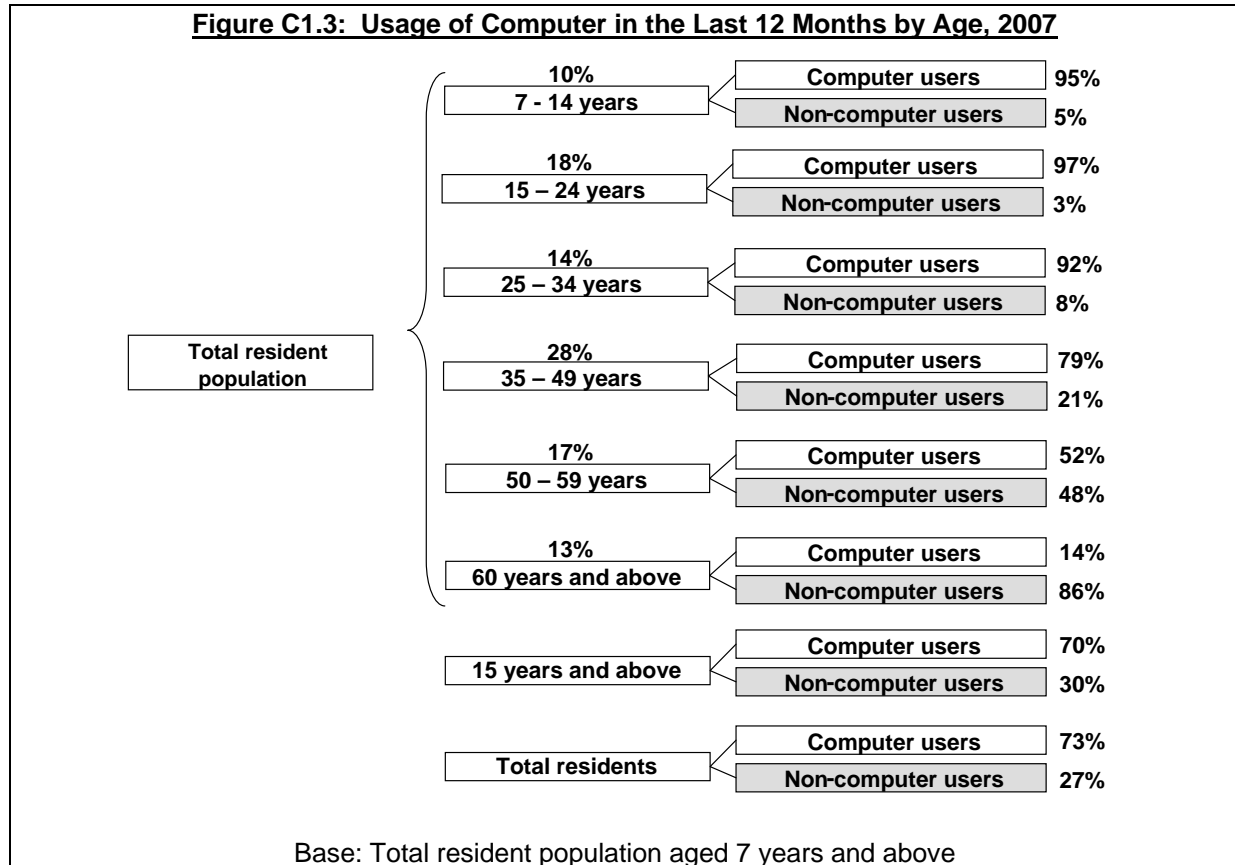 Figure C1.3: Usage of Computer in the Last 12 Months by Age, 2007
10%
7 - 14 years
Computer users 95%
Non-computer users 5%
18%
15 – 24 years
Computer users 97%
Non-computer users 3%
14%
25 – 34 years
Computer users 92%
Non-computer users 8%
Total resident
population
28%
35 – 49 years
Computer users 79%
Non-computer users 21%
17%
50 – 59 years
Computer users 52%
Non-computer users 48%
13%
60 years and above
Computer users 14%
Non-computer users 86%
15 years and above
Computer users 70%
Non-computer users 30%
Total residents
Computer users 73%
Non-computer users 27%
Base: Total resident population aged 7 years and above